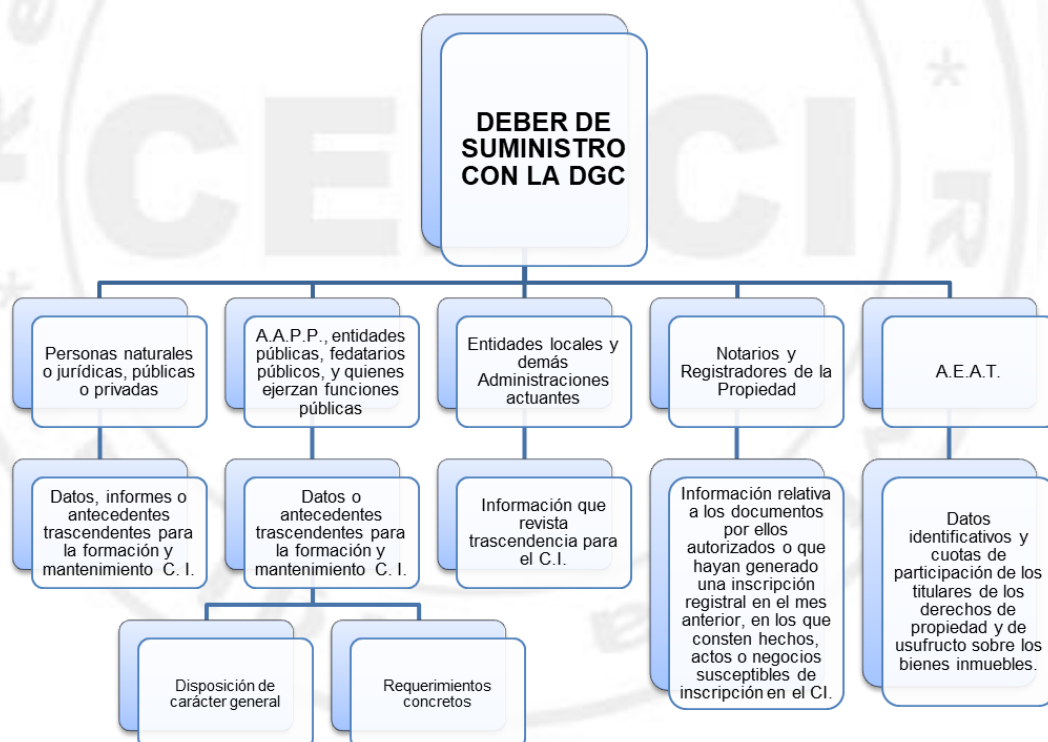 DEBER DE
SUMINISTRO
CON LA DGC
Personas naturales
o jurídicas, públicas
o privadas
A.A.P.P., entidades
públicas, fedatarios
públicos, y quienes
ejerzan funciones
públicas
Entidades locales y
demás
Administraciones
actuantes
Notarios y
Registradores de la
Propiedad
A.E.A.T.
Datos, informes o
antecedentes
trascendentes para
la formación y
mantenimiento C. I.
Datos o
antecedentes
trascendentes para
la formación y
mantenimiento C. I.
Información que
revista
trascendencia para
el C.I.
Información relativa
a los documentos
por ellos
autorizados o que
hayan generado
una inscripción
registral en el mes
anterior, en los que
consten hechos,
actos o negocios
susceptibles de
inscripción en el CI.
Datos
identificativos y
cuotas de
participación de los
titulares de los
derechos de
propiedad y de
usufructo sobre los
bienes inmuebles.
Disposición de
carácter general
Requerimientos
concretos